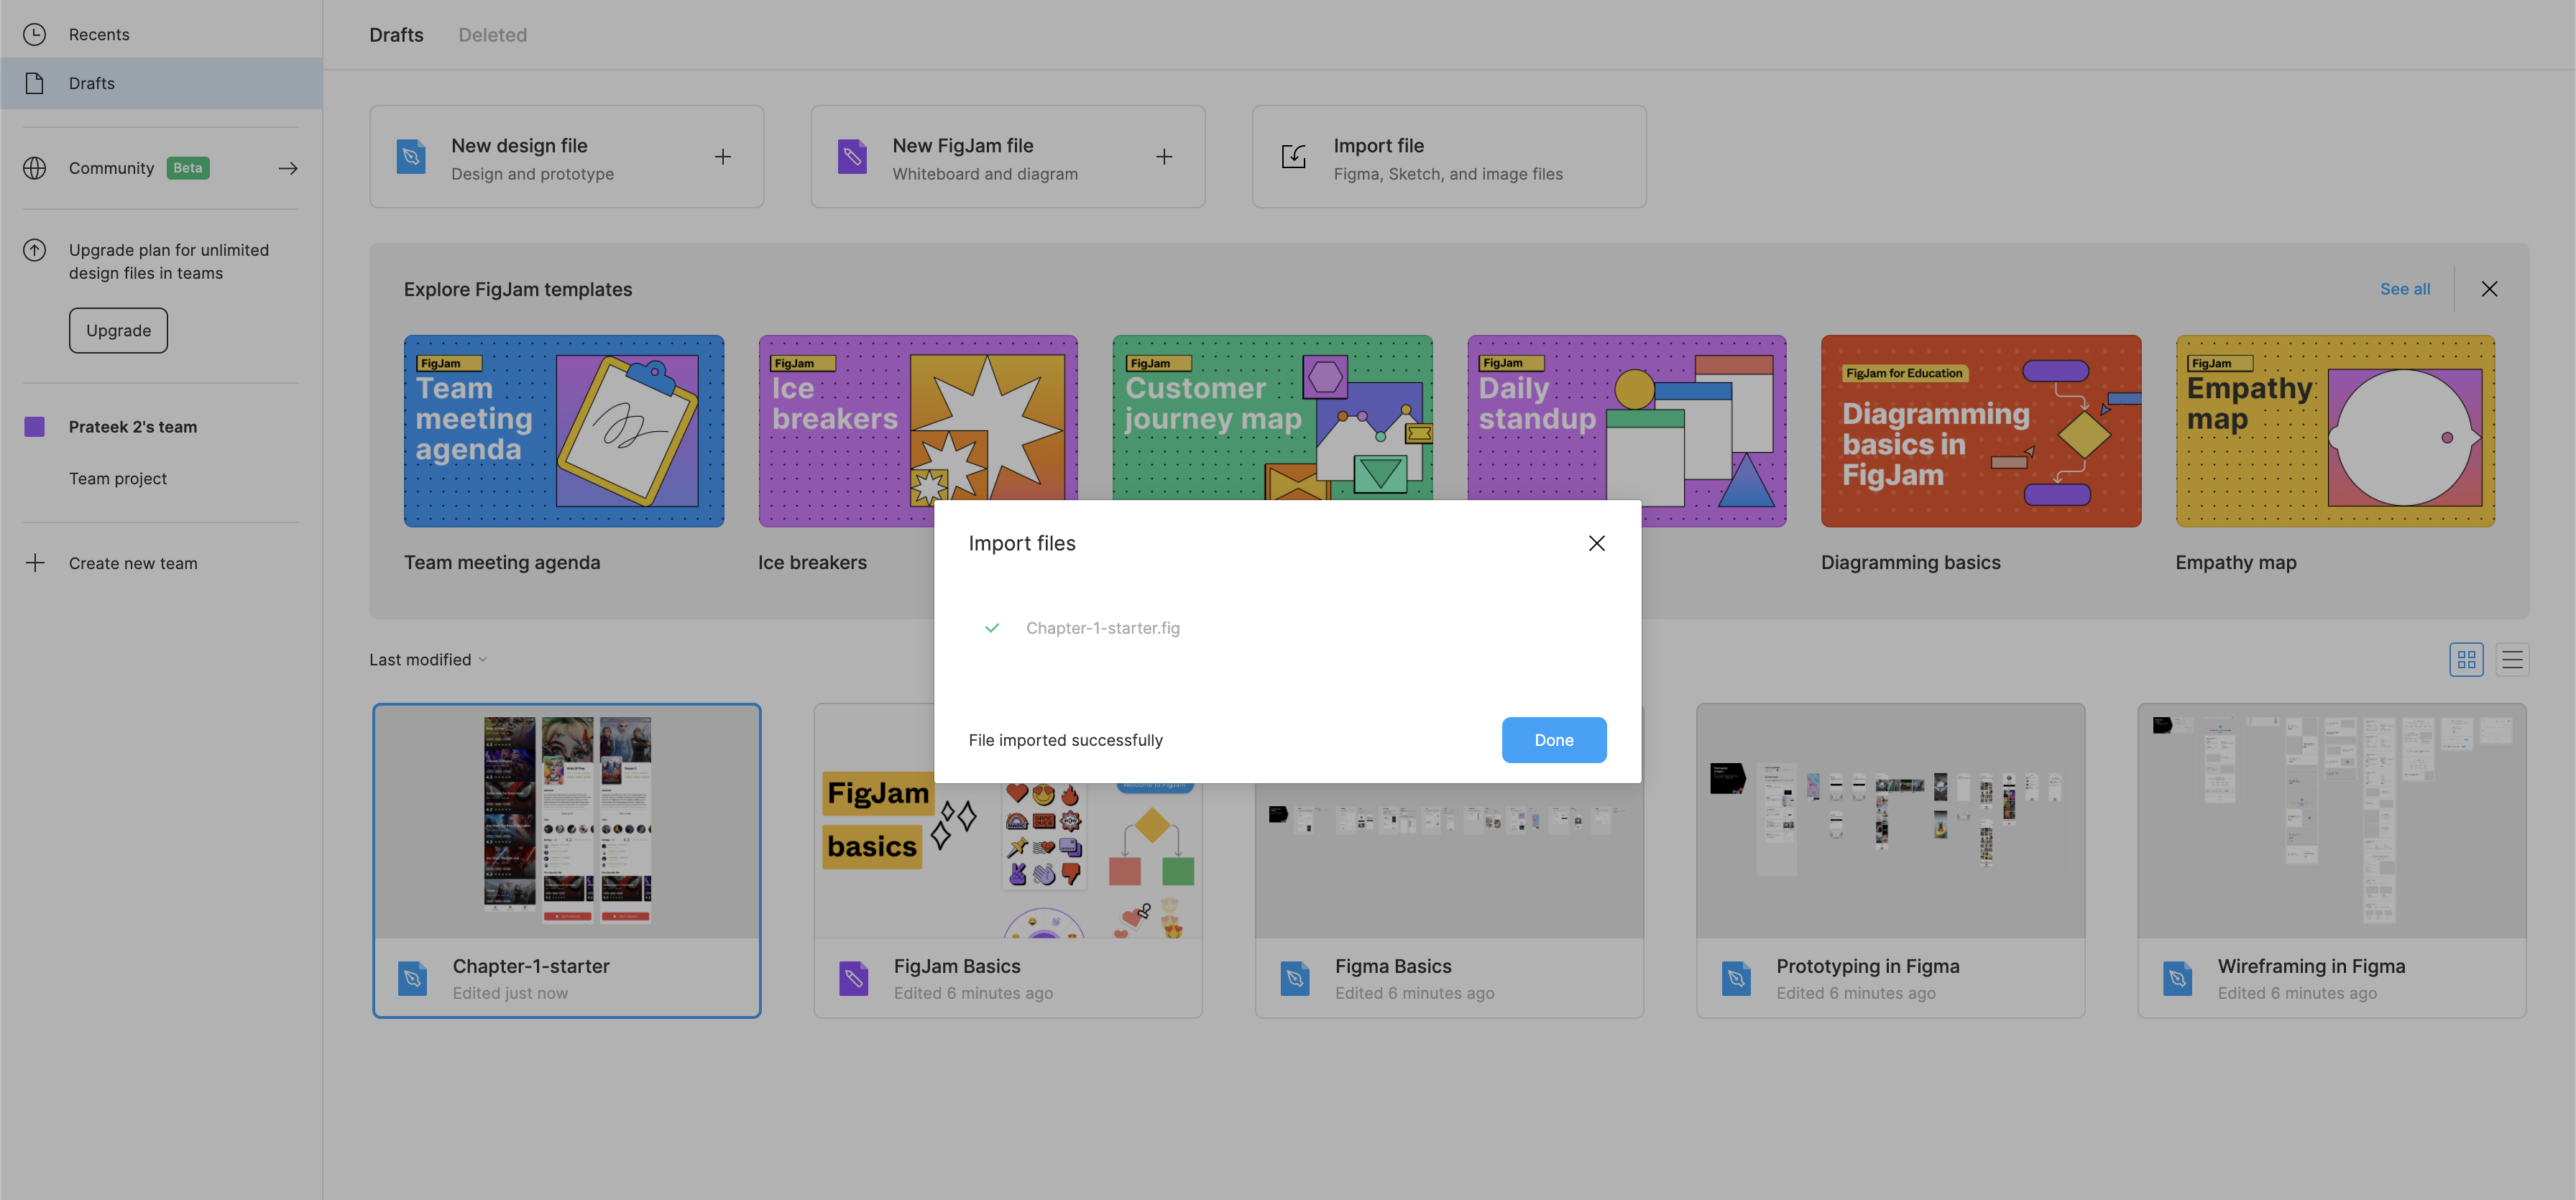 Recents
Drafts
Community Beta
Upgrade plan for unlimited
design files in teams
Upgrade
Prateek 2's team
Team project
Create new team
Drafts Deleted
New design file
Design and prototype
New FigJam file
Whiteboard and diagram
Import file
Figma, Sketch, and image files
Explore FigJam templates
See all
FigJam
Team
meeting
agenda
Team meeting agenda
FigJam
Ice
breakers
Ice breakers
FigJam
Customer
journey map
FigJam
Daily
standup
FigJam for Education
Diagramming
basics in
FigJam
Diagramming basics
FigJam
Empathy
map
Empathy map
Import files
Chapter-1-starter.fig
File imported successfully
Done
Last modified
Chapter-1-starter
Edited just now
FigJam
basics
FigJam Basics
Edited 6 minutes ago
Figma Basics
Edited 6 minutes ago
Prototyping in Figma
Edited 6 minutes ago
Wireframing in Figma
Edited 6 minutes ago